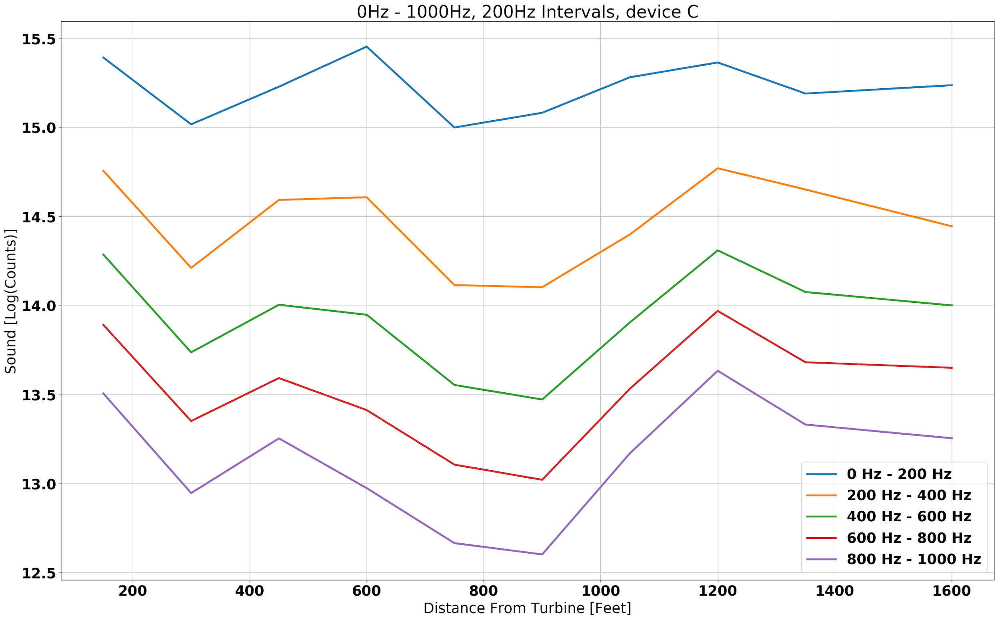 0Hz - 1000Hz, 200Hz Intervals, device C
Sound [Log(Counts)]
15.5
15.0
14.5
14.0
13.5
13.0
12.5
0 Hz - 200 Hz
200 Hz - 400 Hz
400 Hz - 600 Hz
600 Hz - 800 Hz
800 Hz - 1000 Hz
200 400 600 800 1000 1200 1400 1600
Distance From Turbine [Feet]